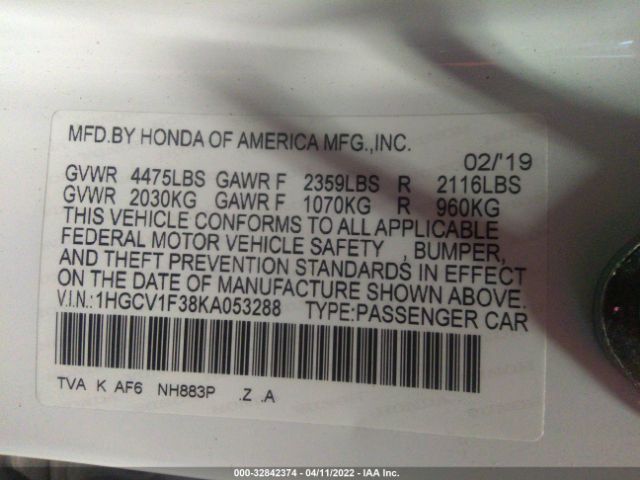 MFD.BY HONDA OF AMERICA MFG.,INC.
02/'19
GVWR 4475LBS GAWR F 2359LBS R 2116LBS
GVWR 2030KG GAWR F 1070KG R 960KG
THIS VEHICLE CONFORMS TO ALL APPLICABLE
FEDERAL MOTOR VEHICLE SAFETY , BUMPER,
AND THEFT PREVENTION STANDARDS IN EFFECT
ON THE DATE OF MANUFACTURE SHOWN ABOVE.
V.I.N.:1HGCV1F38KA053288 TYPE:PASSENGER CAR
TVA K AF6 NH883P .Z .A
000-32842374 - 04/11/2022 - IAA Inc.